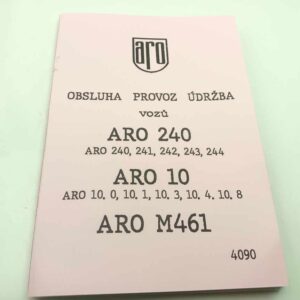 aro
OBSLUHA PROVOZ ÚDRŽBA
vozů
ARO 240
ARO 240, 241, 242, 243, 244
ARO 10
ARO 10, 0, 10. 1, 10. 3, 10. 4, 10. 8
ARO M461
4090